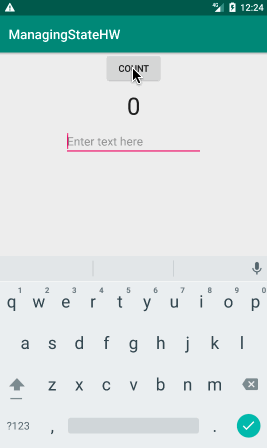 12:24
ManagingStateHW
COUNT
0
Enter text here
1 2 3 4 5 6 7 8 9 0
q w e r t y u i o p
a s d f g h j k l
z x c v b n m
?123 , .